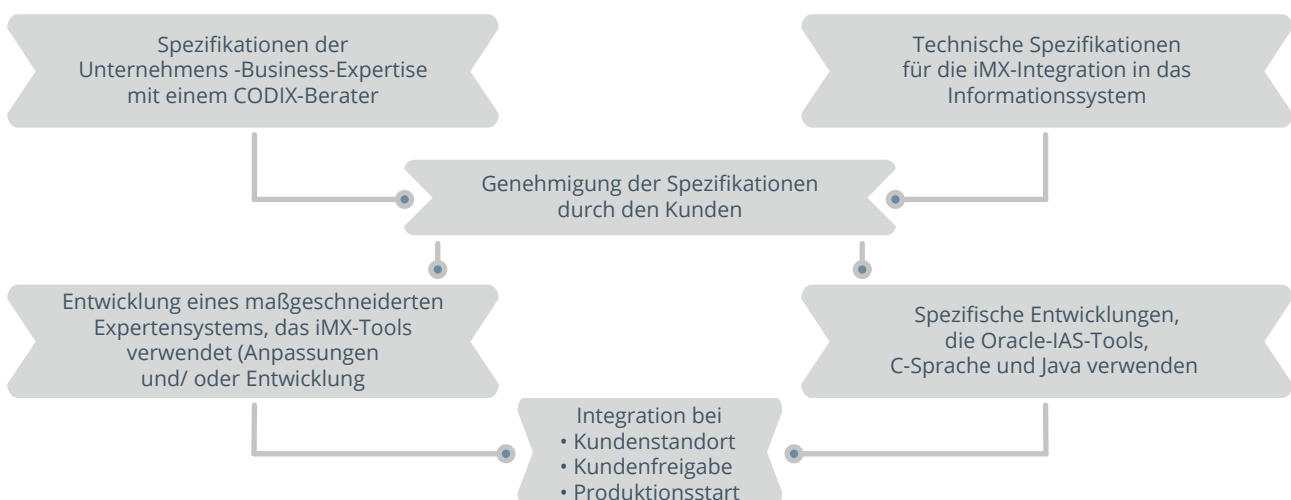 Spezifikationen der
Unternehmens -Business-Expertise
mit einem CODIX-Berater
Technische Spezifikationen
für die iMX-Integration in das
Informationssystem
Genehmigung der Spezifikationen
durch den Kunden
Entwicklung eines maßgeschneiderten
Expertensystems, das iMX-Tools
verwendet (Anpassungen
und/ oder Entwicklung
Spezifische Entwicklungen,
die Oracle-IAS-Tools,
C-Sprache und Java verwenden
Integration bei
• Kundenstandort
• Kundenfreigabe
• Produktionsstart